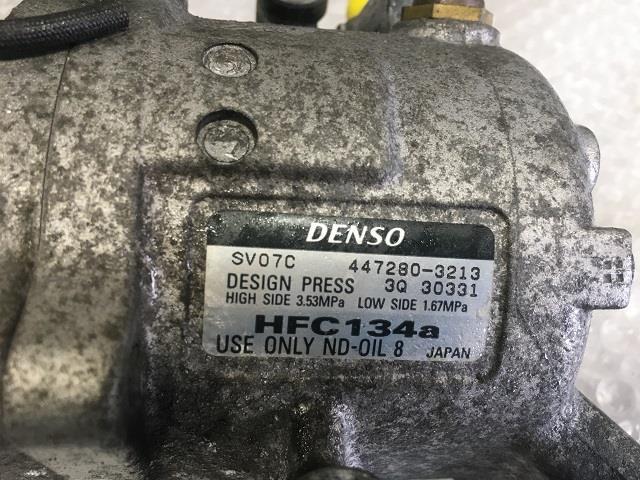 DENSO
SV07C 447280-3213
DESIGN PRESS 3Q 30331
HIGH SIDE 3.53MPa LOW SIDE 1.67MPa
HFC134a
USE ONLY ND-OIL 8 JAPAN